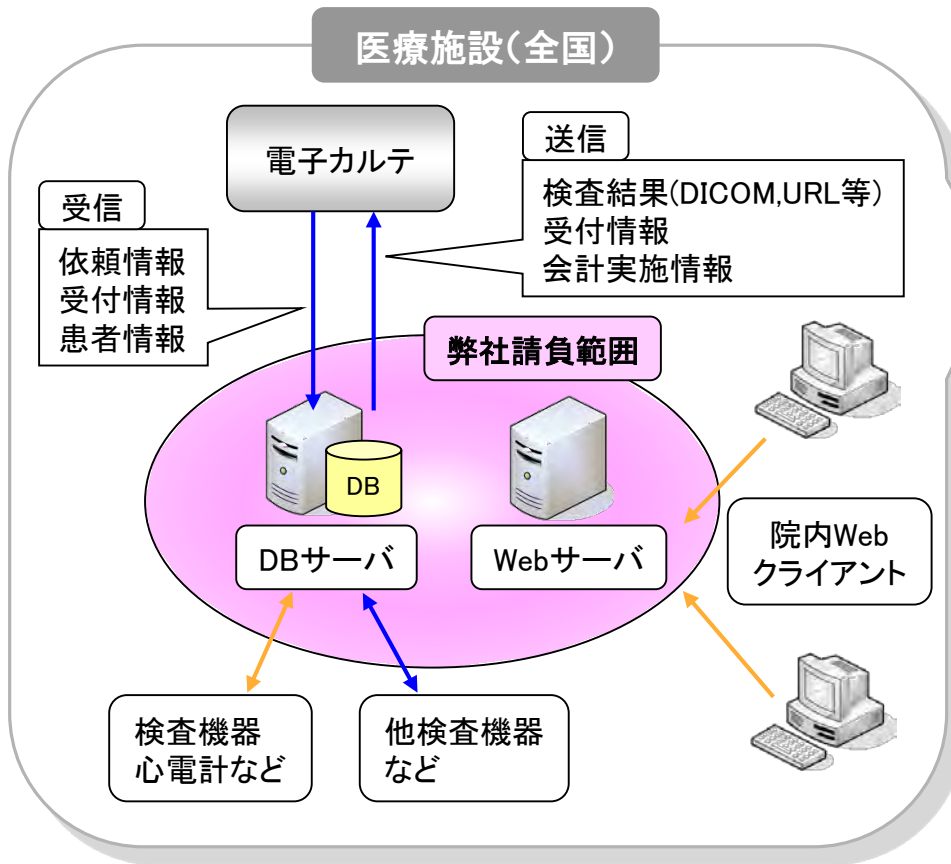 医療施設(全国)
電子カルテ
送信
検査結果(DICOM,URL等)
受付情報
会計実施情報
受信
依頼情報
受付情報
患者情報
弊社請負範囲
DB
DBサーバ
Webサーバ
院内Web
クライアント
検査機器
心電計など
他検査機器
など